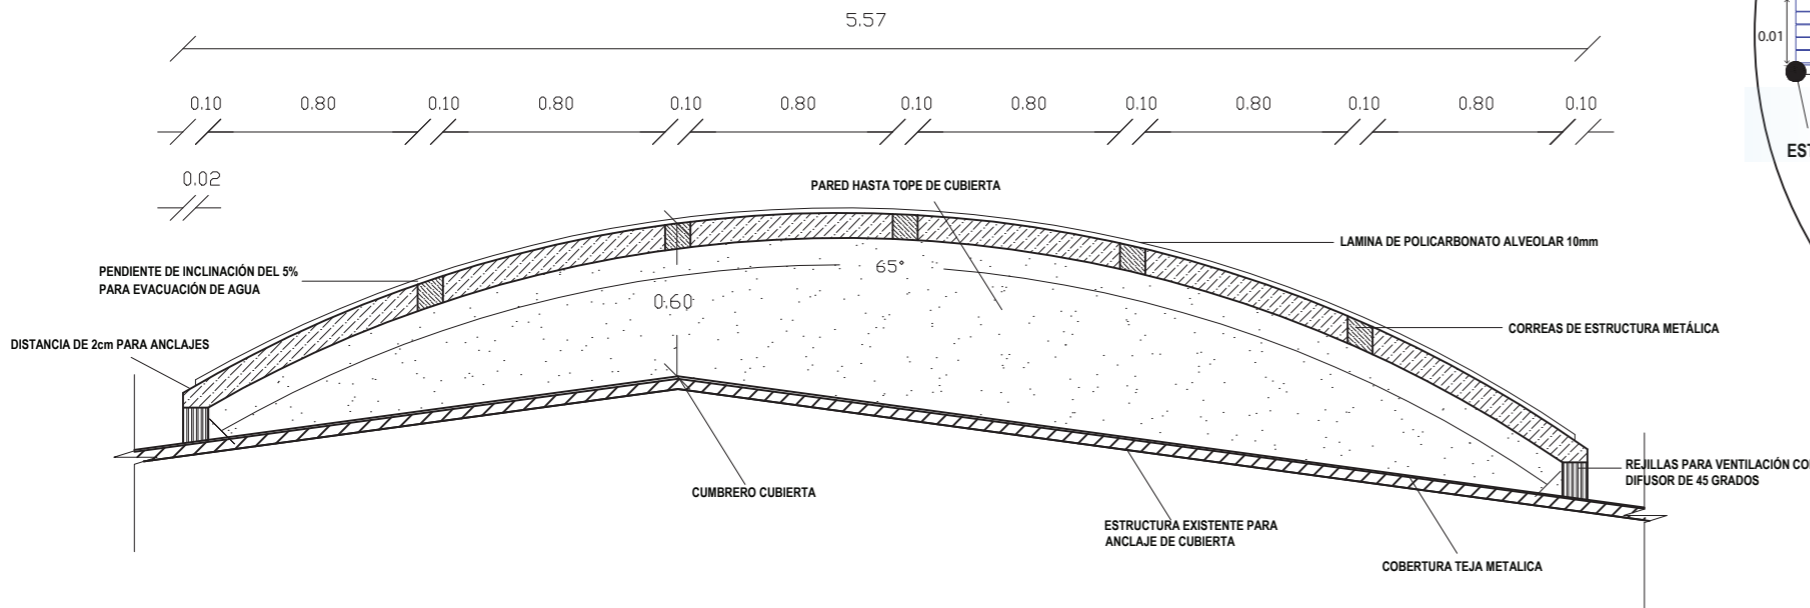 5.57
0.01
0.10 0.80 0.10 0.80 0.10 0.80 0.10 0.80 0.10 0.80 0.10 0.80 0.10
0.02
PARED HASTA TOPE DE CUBIERTA
LAMINA DE POLICARBONATO ALVEOLAR 10mm
PENDIENTE DE INCLINACIÓN DEL 5%
PARA EVACUACIÓN DE AGUA
65°
0.60
CORREAS DE ESTRUCTURA METÁLICA
DISTANCIA DE 2cm PARA ANCLAJES
REJILLAS PARA VENTILACIÓN
DIFUSOR DE 45 GRADOS
CUMBRERO CUBIERTA
ESTRUCTURA EXISTENTE PARA
ANCLAJE DE CUBIERTA
COBERTURA TEJA METALICA